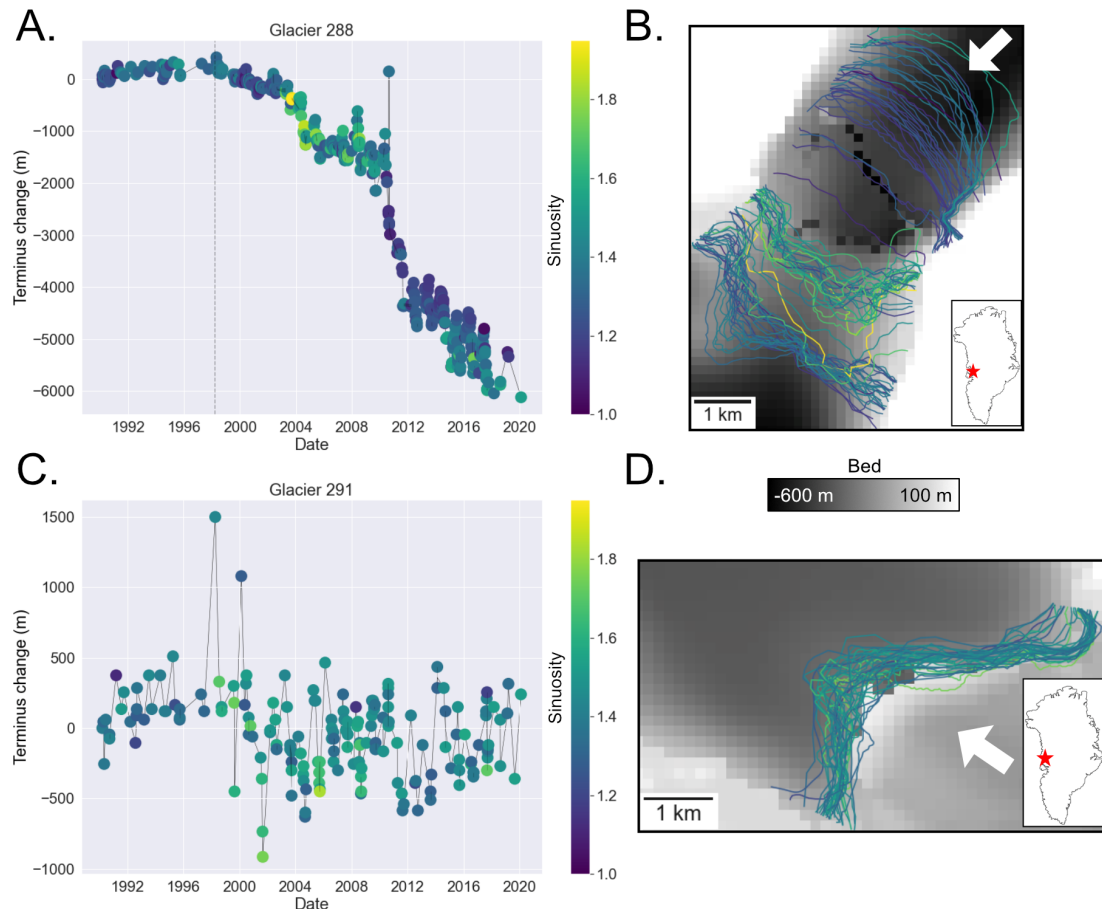 A.
Glacier 288
0
−1000
−2000
−3000
−4000
−5000
−6000
Terminus change (m)
1992 1996 2000 2004 2008 2012 2016 2020
Date
1.8
1.6
1.4
1.2
1.0
Sinuosity
B.
1 km
C.
Glacier 291
1500
1000
500
0
−500
−1000
Terminus change (m)
1992 1996 2000 2004 2008 2012 2016 2020
Date
1.8
1.6
1.4
1.2
1.0
Sinuosity
D.
Bed
-600 m 100 m
1 km